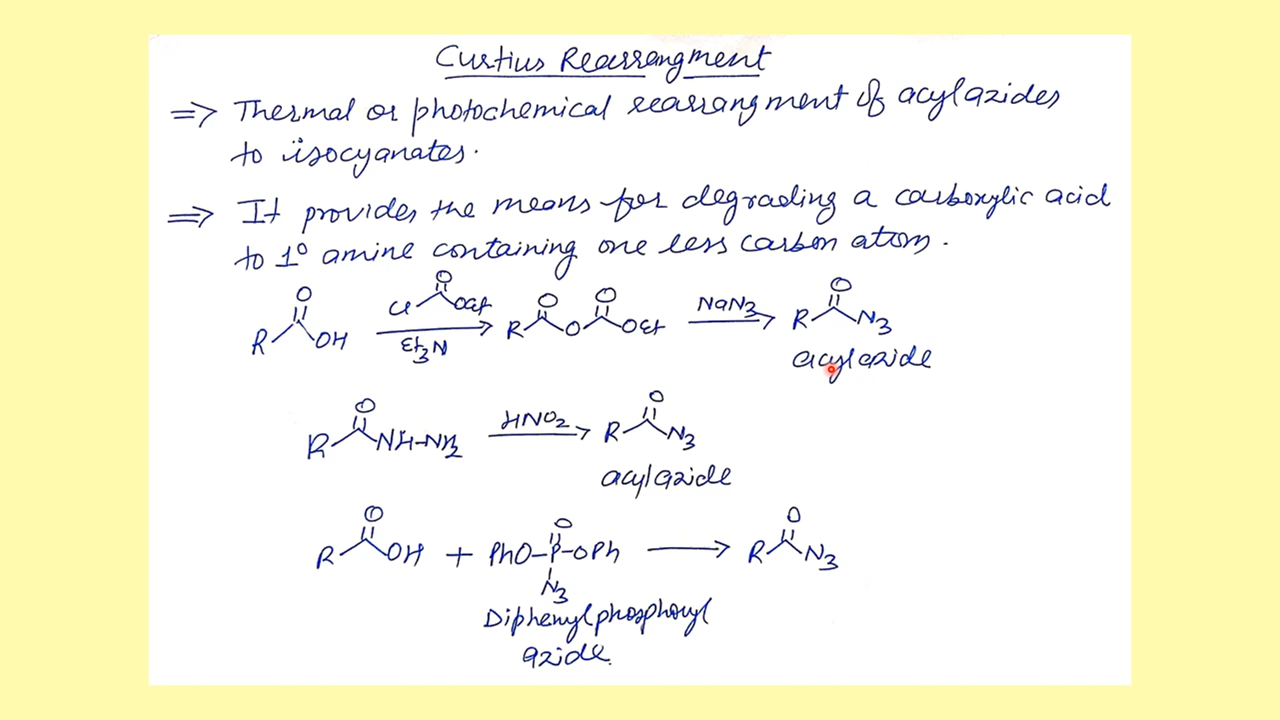 Curtius Rearrangment
⇒ Thermal or photochemical rearrangment of acylazides
to isocyanates.
⇒ It provides the means for degrading a carboxylic acid
to 1° amine containing one less carbon atom.
R O OH Cl O OEt Et3N R O O O OEt NaN3 R O N3
acylazide
R O NH-NH2 HNO2 R O N3
acylazide
R O OH + PhO-P-OPh O N3 → R O N3
Diphenylphosphoryl
azide.